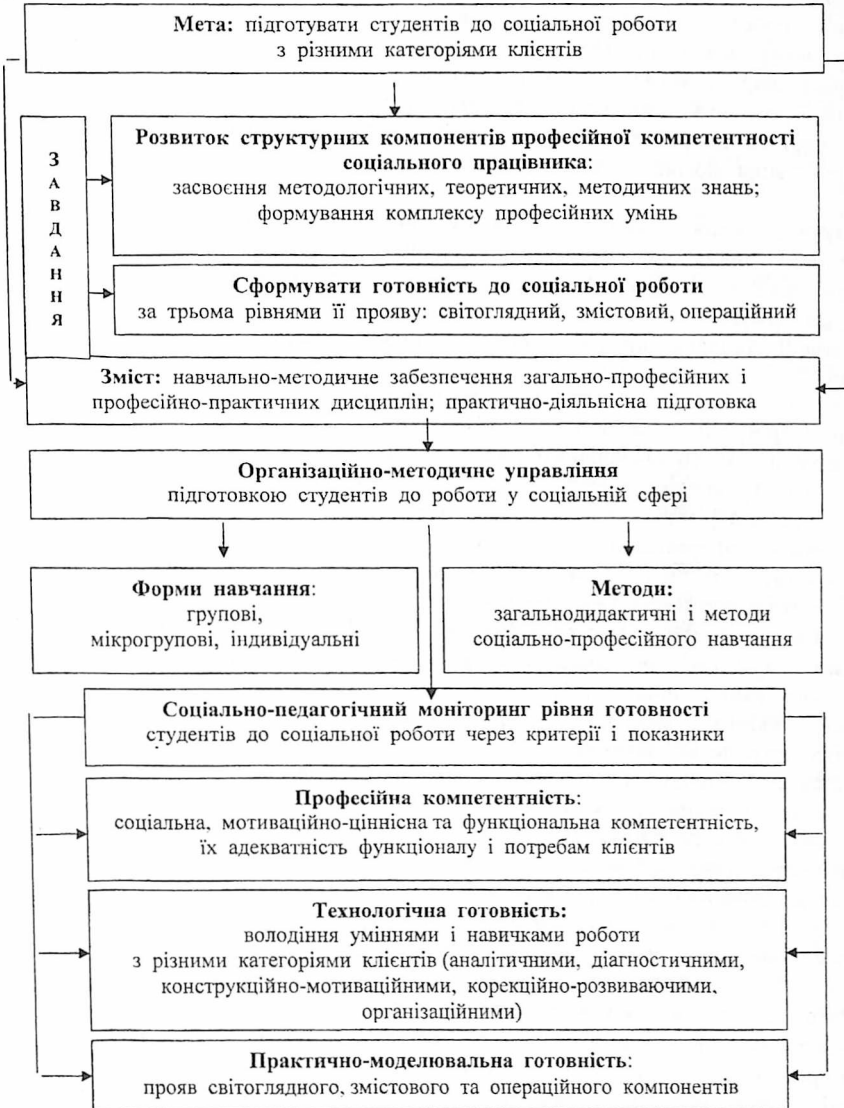 Мета: підготувати студентів до соціальної роботи
з різними категоріями клієнтів
З
А
В
Д
А
Н
Н
Я
Розвиток структурних компонентів професійної компетентності
соціального працівника:
засвоєння методологічних, теоретичних, методичних знань;
формування комплексу професійних умінь
Сформувати готовність до соціальної роботи
за трьома рівнями її прояву: світоглядний, змістовий, операційний
Зміст: навчально-методичне забезпечення загально-професійних і
професійно-практичних дисциплін; практично-діяльнісна підготовка
Організаційно-методичне управління
підготовкою студентів до роботи у соціальній сфері
Форми навчання:
групові,
мікрогрупові, індивідуальні
Методи:
загальнодидактичні і методи
соціально-професійного навчання
Соціально-педагогічний моніторинг рівня готовності
студентів до соціальної роботи через критерії і показники
Професійна компетентність:
соціальна, мотиваційно-ціннісна та функціональна компетентність,
їх адекватність функціоналу і потребам клієнтів
Технологічна готовність:
володіння уміннями і навичками роботи
з різними категоріями клієнтів (аналітичними, діагностичними,
конструкційно-мотиваційними, корекційно-розвиваючими,
організаційними)
Практично-моделювальна готовність:
прояв світоглядного, змістового та операційного компонентів